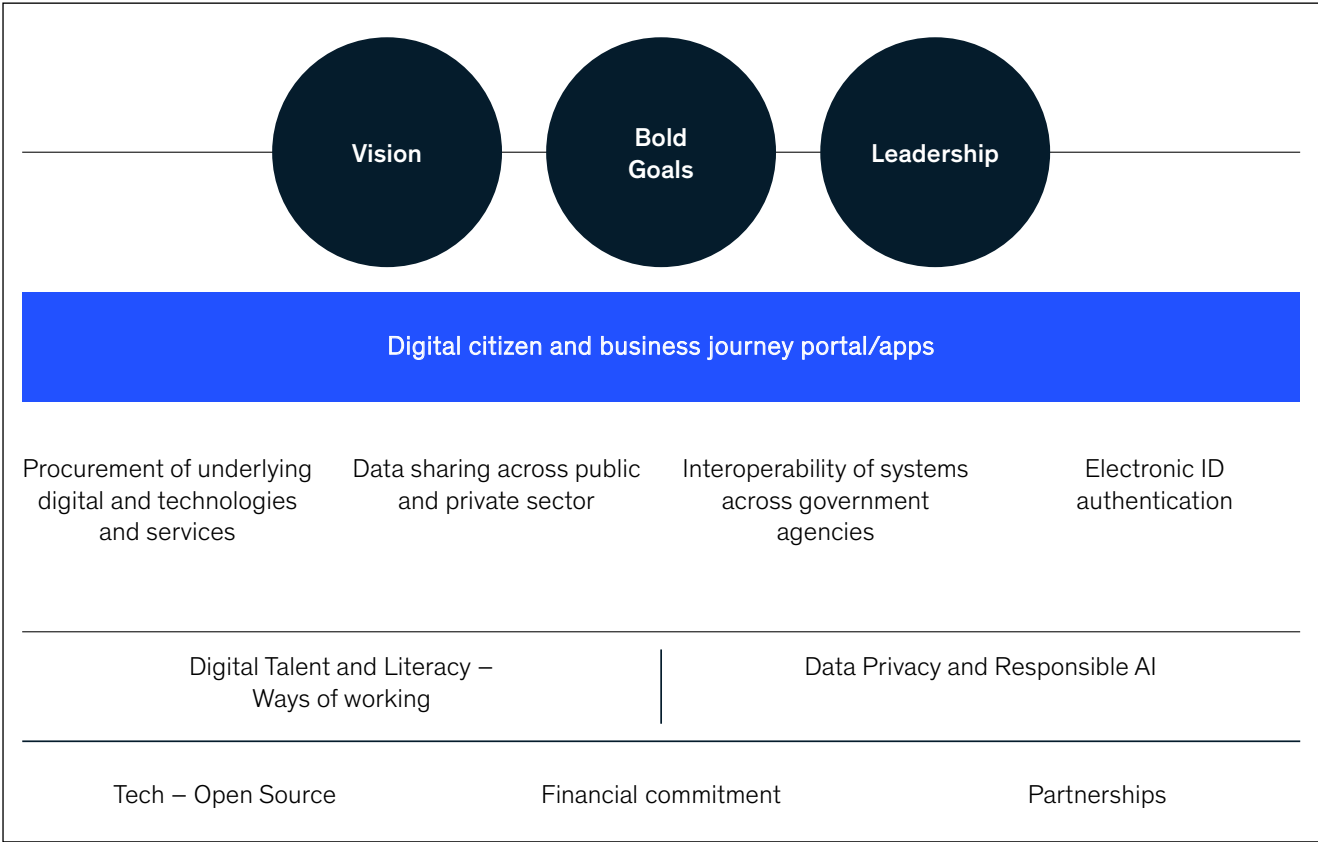 Vision
Bold
Goals
Leadership
Digital citizen and business journey portal/apps
Procurement of underlying
digital and technologies
and services
Data sharing across public
and private sector
Interoperability of systems
across government
agencies
Electronic ID
authentication
Digital Talent and Literacy –
Ways of working
Data Privacy and Responsible AI
Tech – Open Source
Financial commitment
Partnerships